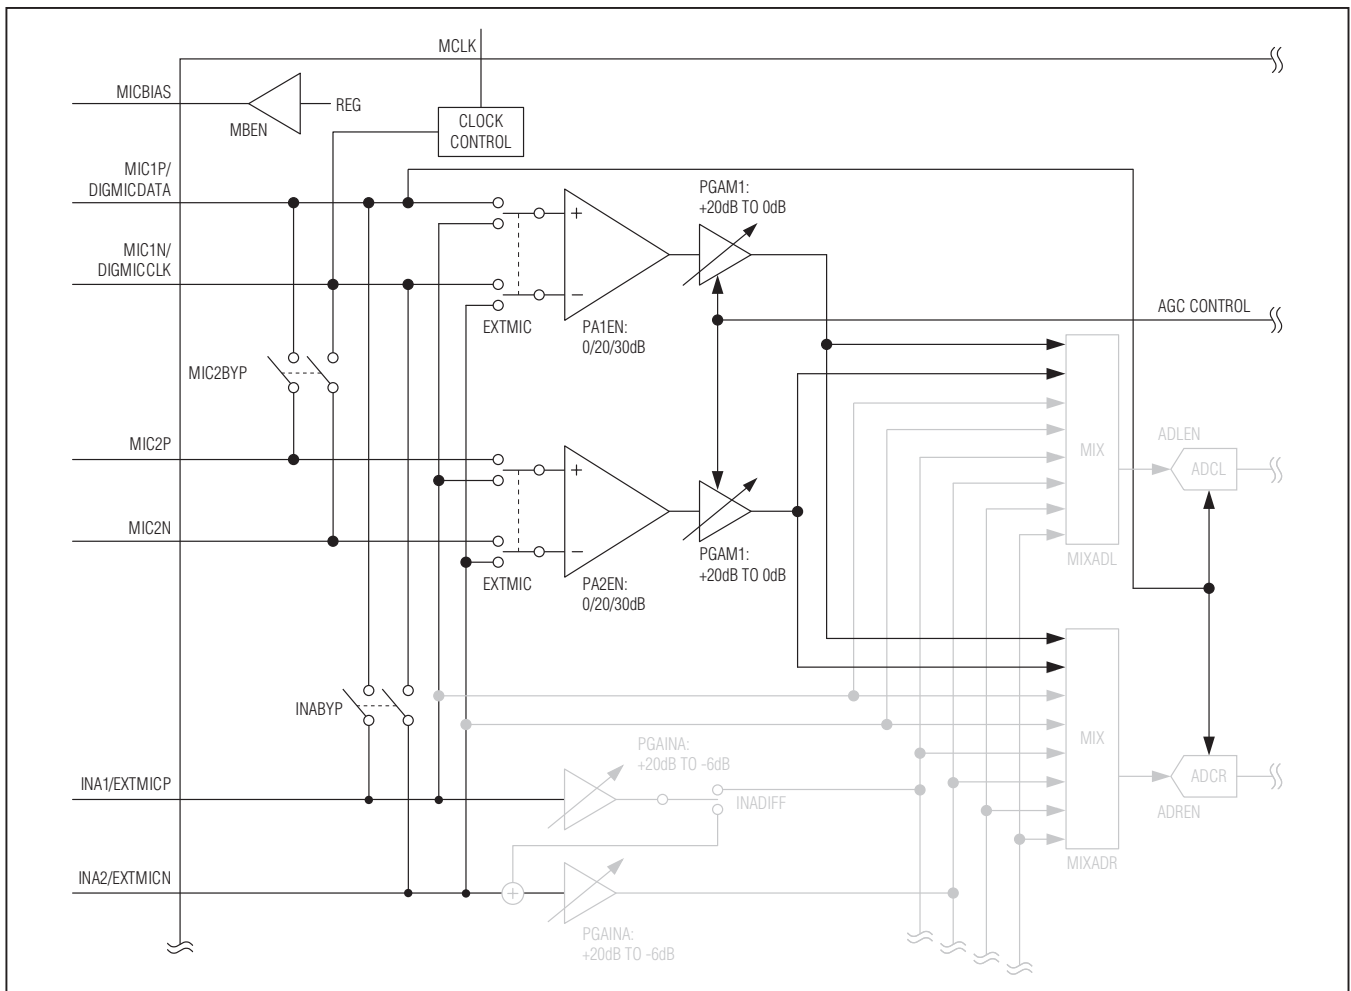 MCLK
MICBIAS
REG
MBEN
CLOCK
CONTROL
MIC1P/
DIGMICDATA
PGAM1:
+20dB TO 0dB
+
MIC1N/
DIGMICCLK
−
EXTMIC
PA1EN:
0/20/30dB
AGC CONTROL
MIC2BYP
MIC2P
+
MIX
ADLEN
ADCL
MIC2N
−
EXTMIC
PA2EN:
0/20/30dB
PGAM1:
+20dB TO 0dB
MIXADL
INABYP
PGAINA:
+20dB TO -6dB
MIX
INA1/EXTMICP
INADIFF
ADCR
ADREN
MIXADR
INA2/EXTMICN
+
PGAINA:
+20dB TO -6dB